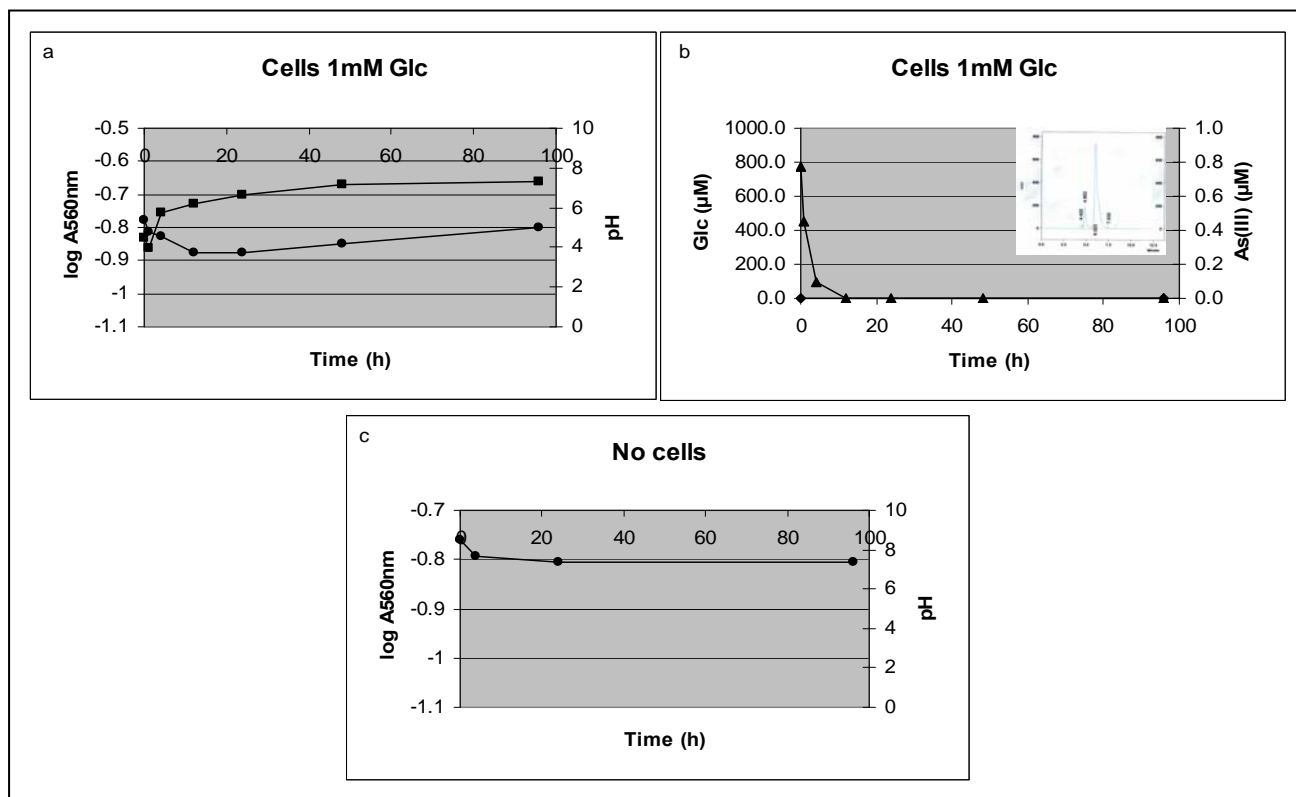 a
Cells 1mM Glc
-0.5
-0.6
-0.7
-0.8
-0.9
-1
-1.1
0 20 40 60 80 100
10
8
6
4
2
0
log A560nm
pH
Time (h)
b
Cells 1mM Glc
1000.0
800.0
600.0
400.0
200.0
0.0
0 20 40 60 80 100
1.0
0.8
0.6
0.4
0.2
0.0
Glc (µM)
As(III) (µM)
Time (h)
c
No cells
-0.7
-0.8
-0.9
-1
-1.1
0 20 40 60 80 100
10
8
6
4
2
0
log A560nm
pH
Time (h)